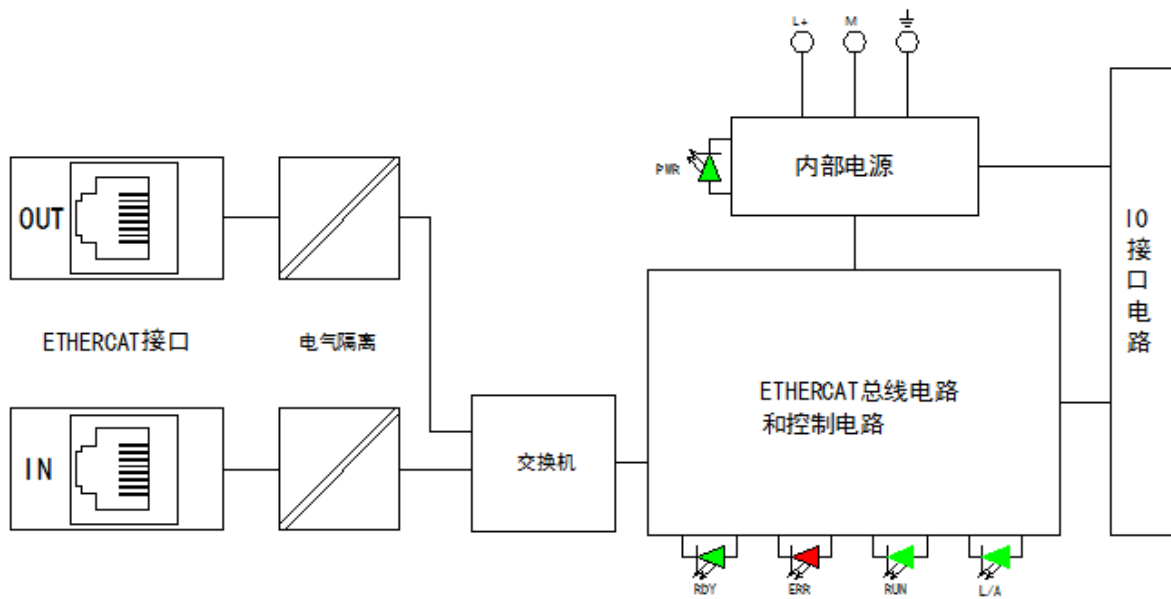 L+
M
PWR
内部电源
OUT
IO接口电路
ETHERCAT接口
电气隔离
ETHERCAT总线电路
和控制电路
IN
交换机
RDY
ERR
RUN
L/A